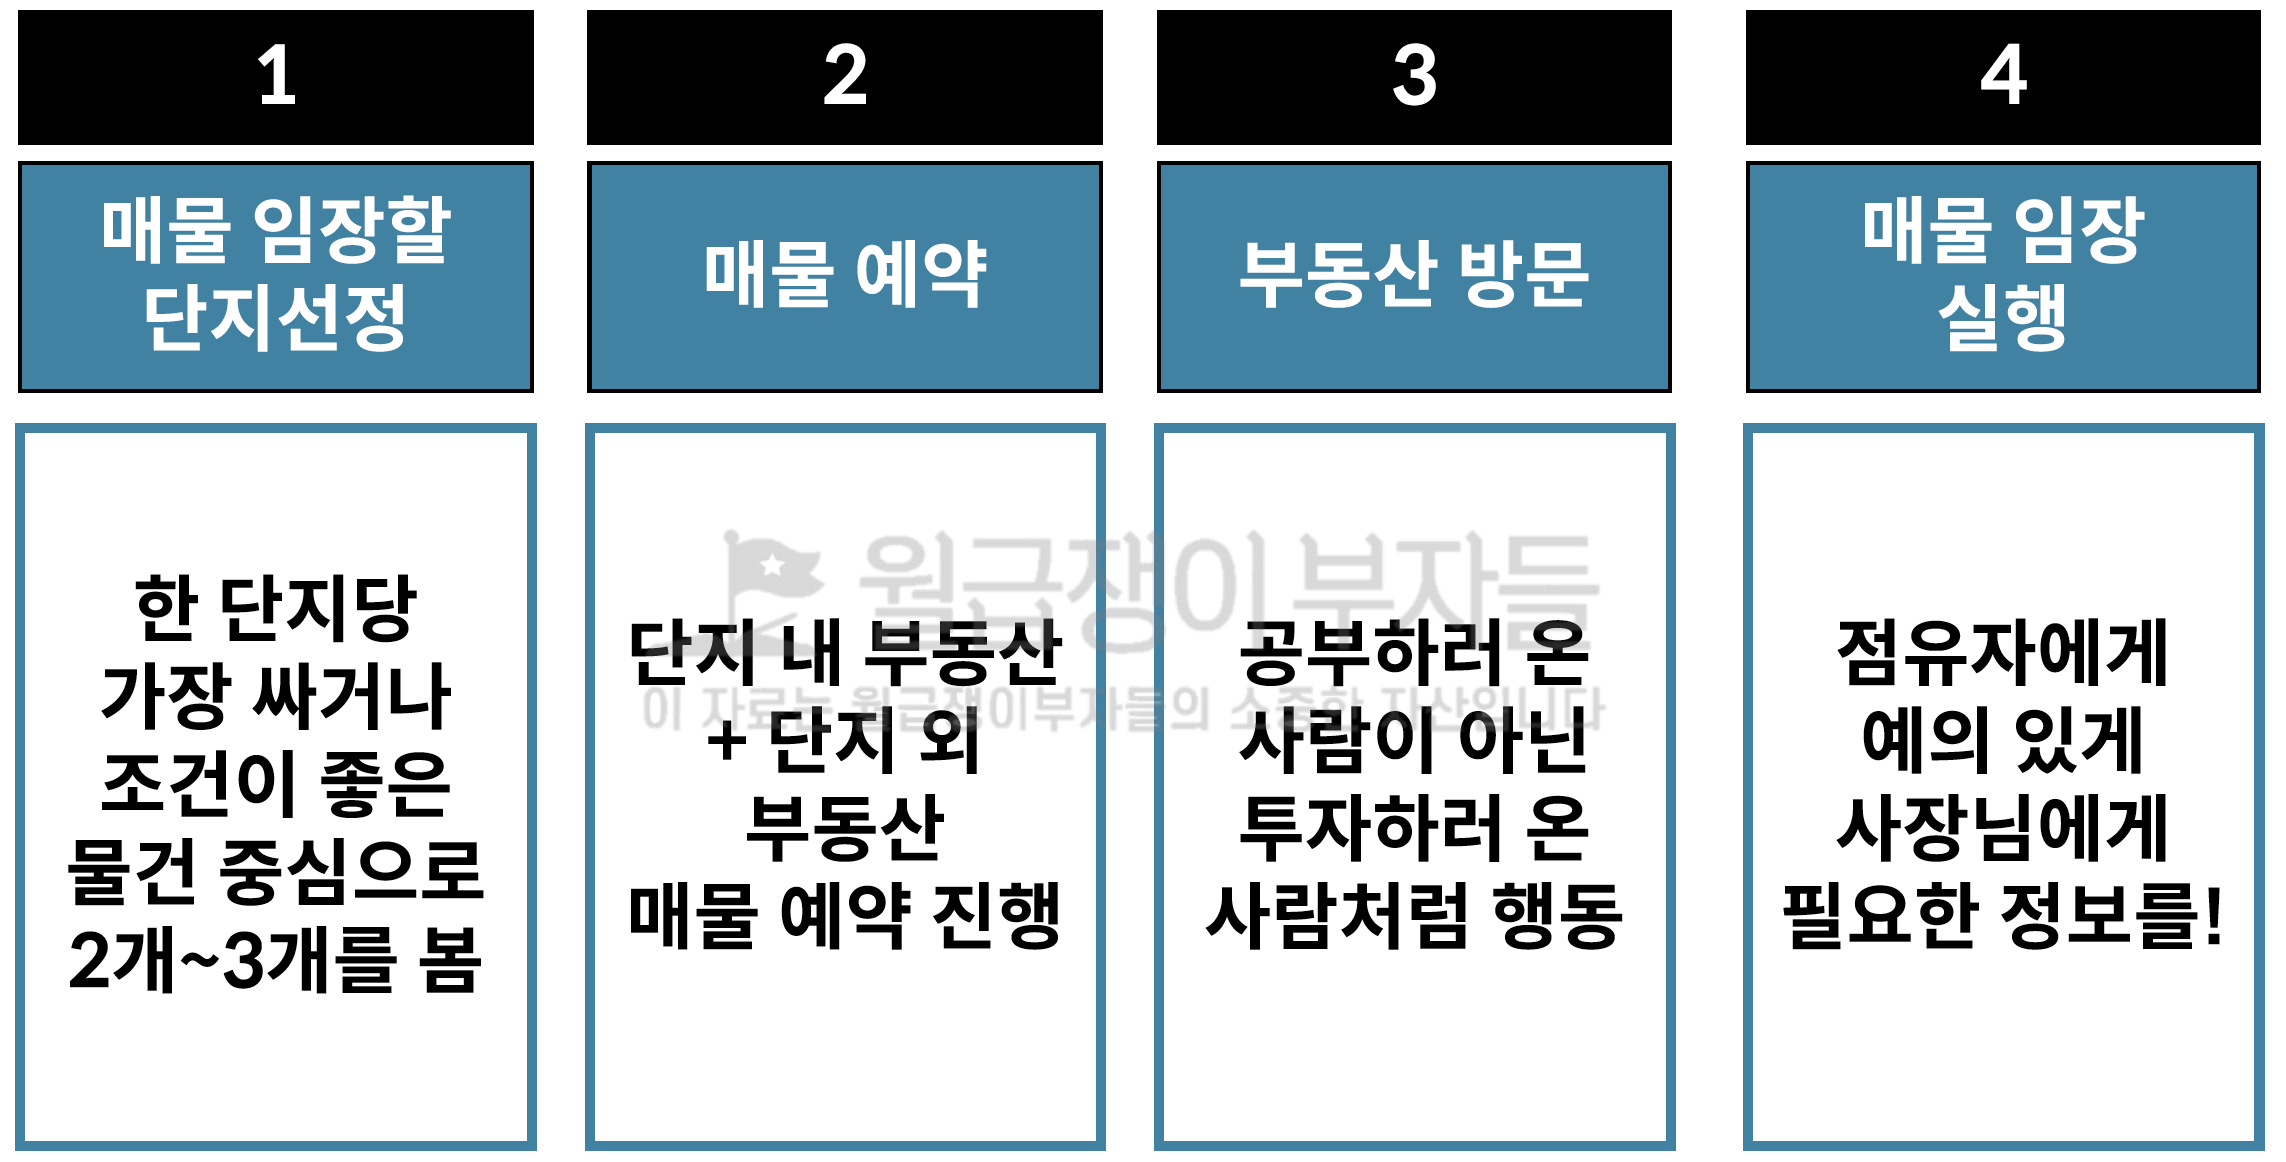 1
매물 임장할
단지선정
한 단지당
가장 싸거나
조건이 좋은
물건 중심으로
2개~3개를 봄
2
매물 예약
단지 내 부동산
+ 단지 외
부동산
매물 예약 진행
3
부동산 방문
공부하러 온
사람이 아닌
투자하러 온
사람처럼 행동
4
매물 임장
실행
점유자에게
예의 있게
사장님에게
필요한 정보를!
월급쟁이부자들
이 자료는 월급쟁이부자들의 소중한 자산입니다